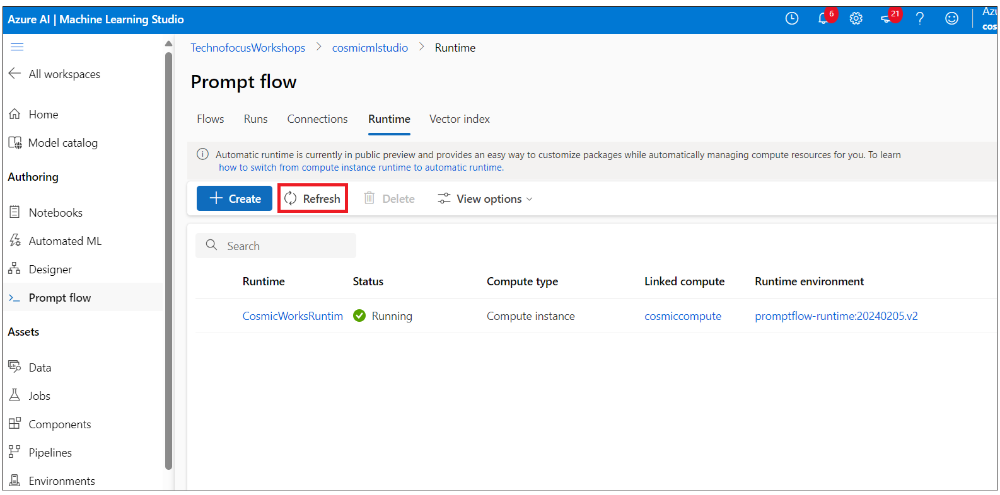 Azure AI | Machine Learning Studio
6
21
Azu
cos
All workspaces
Home
Model catalog
Authoring
Notebooks
Automated ML
Designer
Prompt flow
Assets
Data
Jobs
Components
Pipelines
Environments
TechnofocusWorkshops > cosmicmlstudio > Runtime
Prompt flow
Flows Runs Connections Runtime Vector index
Automatic runtime is currently in public preview and provides an easy way to customize packages while automatically managing compute resources for you. To learn
how to switch from compute instance runtime to automatic runtime.
Create Refresh Delete View options
Search
Runtime Status Compute type Linked compute Runtime environment
CosmicWorksRuntim Running Compute instance cosmiccompute promptflow-runtime:20240205.v2